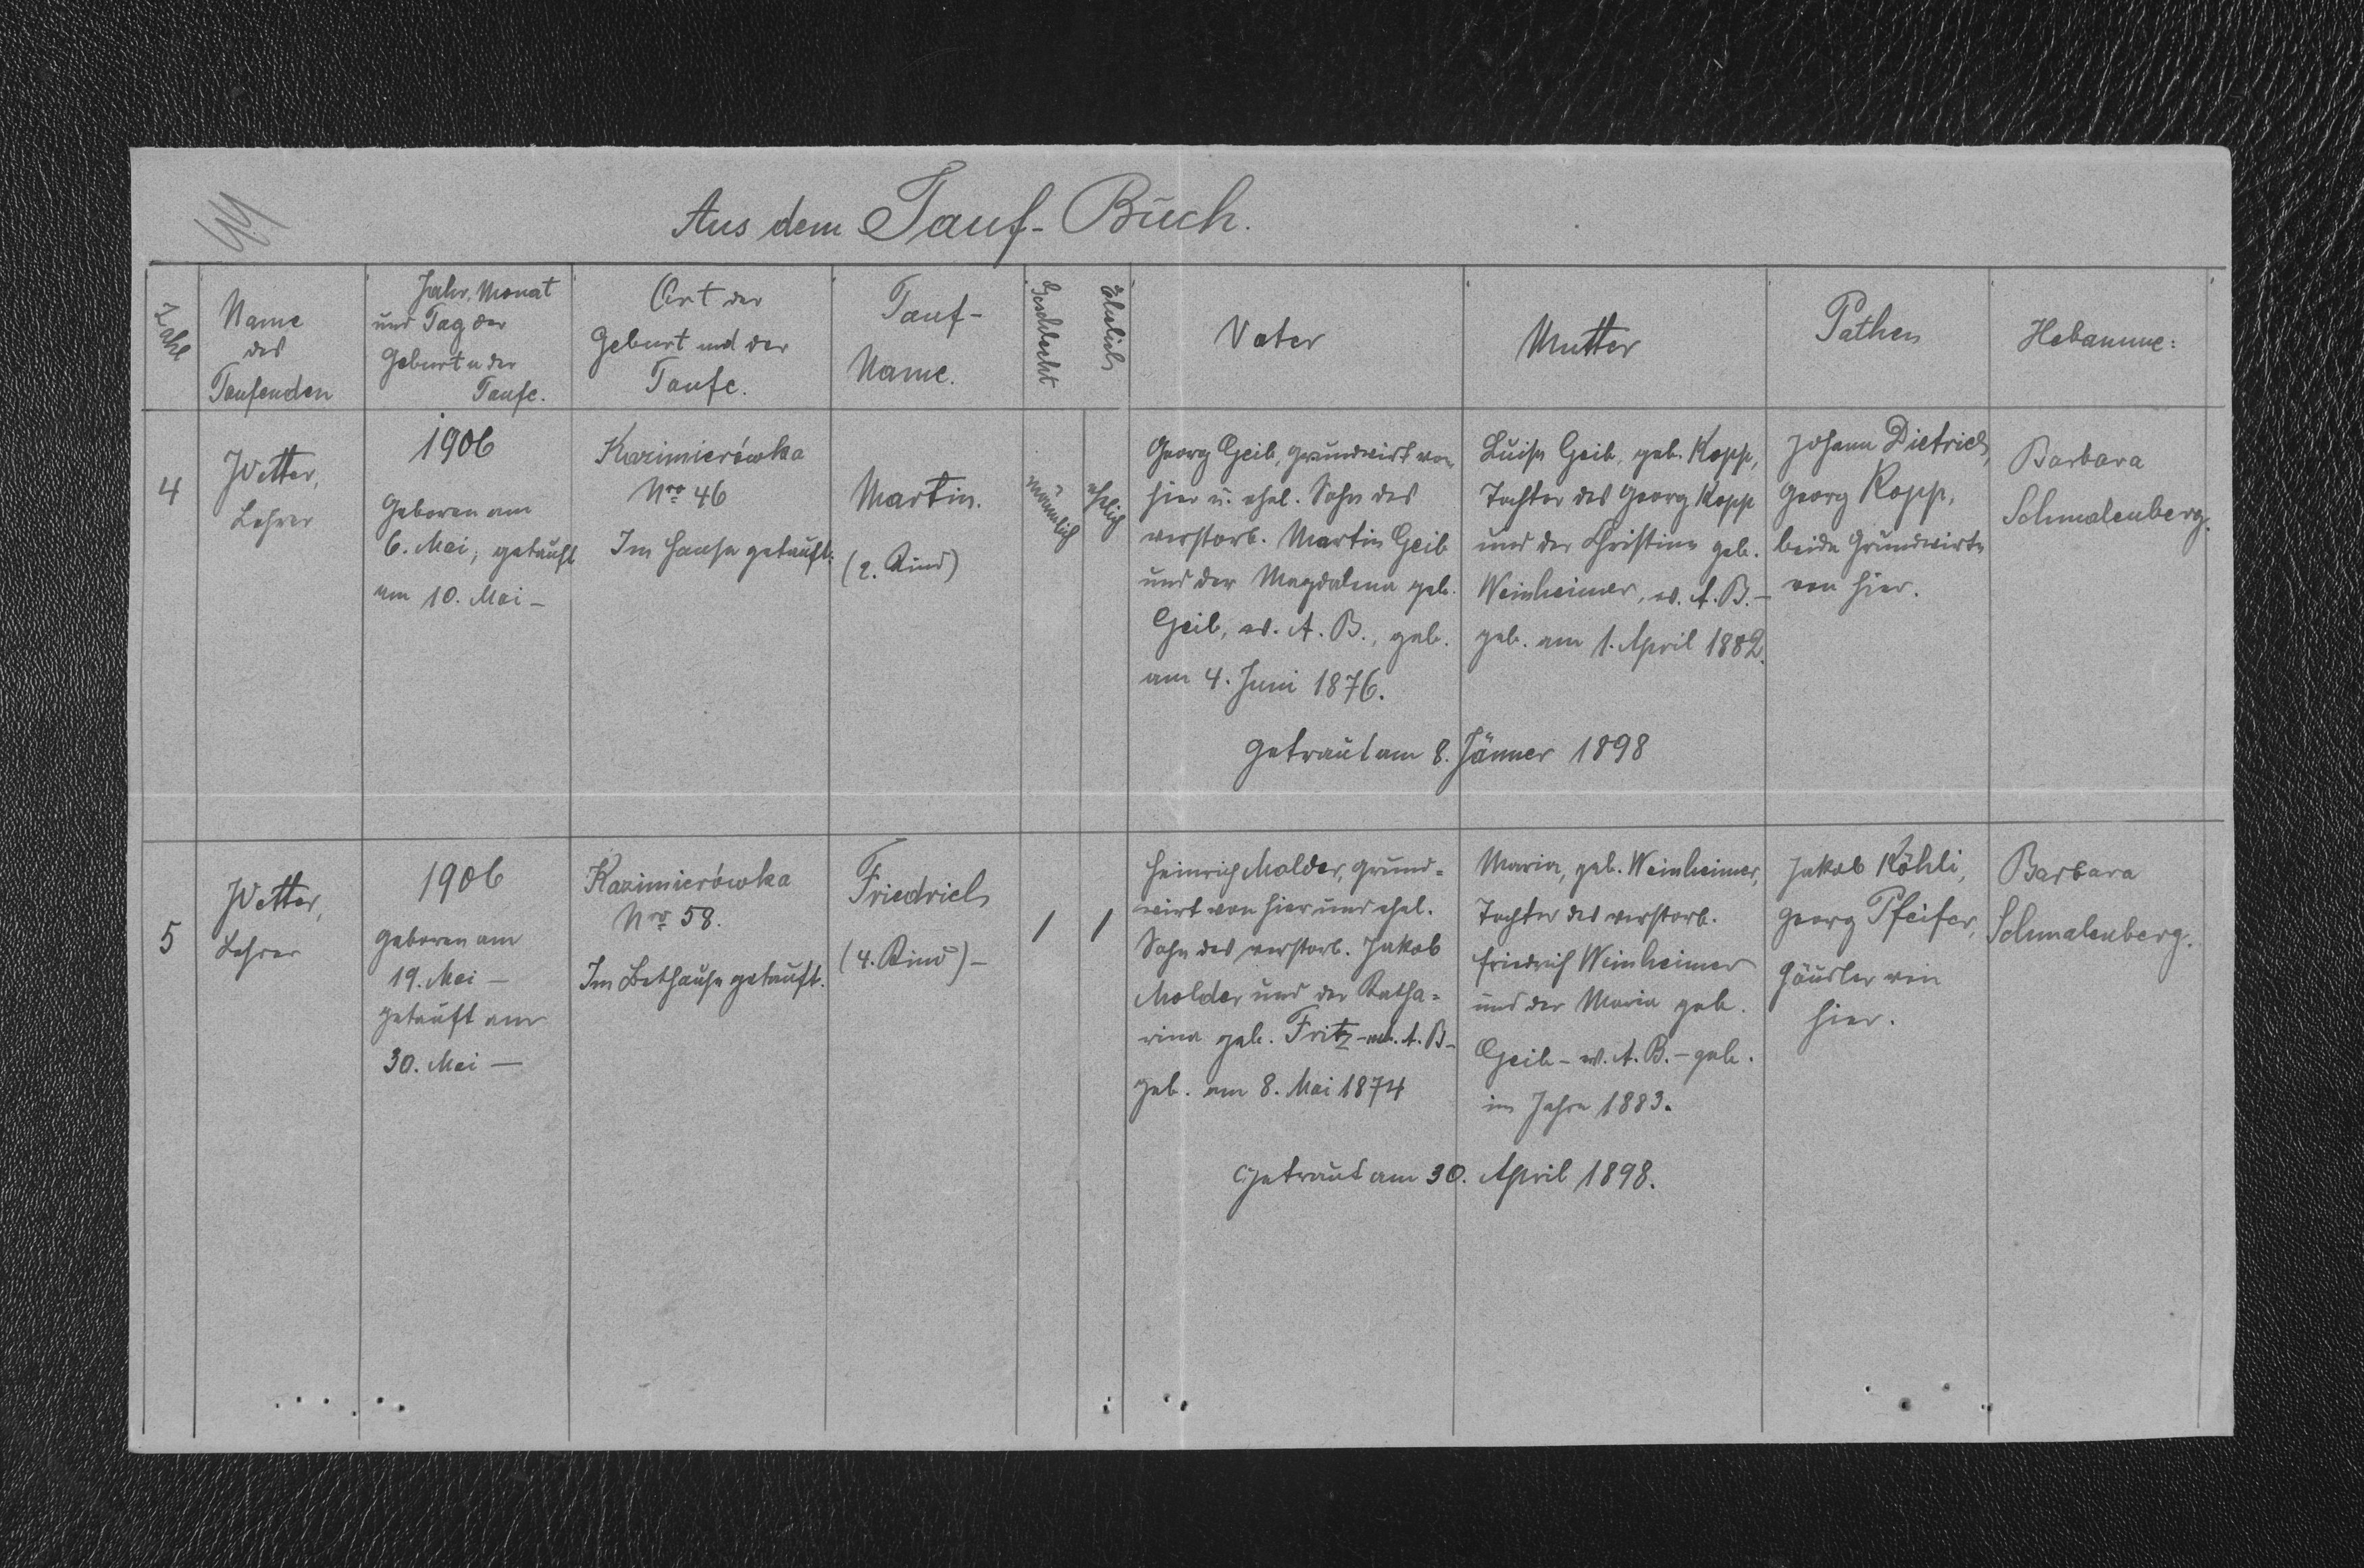 Aus dem Tauf-Buch.
Zahl
Name
des
Taufenden
Jahr, Monat
und Tag der
Geburt u der
Taufe.
Ort der
Geburt und der
Taufe.
Tauf-
Name.
Geschlecht
Ehelich
Vater
Mutter
Pathen
Hebamme:
4
Wetter,
Lehrer
1906
Geboren am
6. Mai, getauft
am 10. Mai –
Kazimierówka
Nro 46
Im Hause getauft.
Martin.
(2. Kind)
männlich
ehelich
Georg Geib, Grundwirt von
hier u. ehel. Sohn des
verstorb. Martin Geib
und der Magdalena geb.
Geib, ev. A. B., geb.
am 4. Juni 1876.
Luise Geib, geb. Kopp,
Tochter des Georg Kopp
und der Christine geb.
Weinheimer, ev. A. B. –
geb. am 1. April 1882.
Getraut am 8. Jänner 1898
Johann Dietrich,
Georg Kopp,
beide Grundwirte
von hier.
Barbara
Schmalenberg.
5
Wetter,
Lehrer
1906
geboren am
19. Mai –
getauft am
30. Mai –
Kazimierówka
Nro 58.
Im Bethause getauft.
Friedrich
(4. Kind) –
/
/
Heinrich Molder, Grund=
wirt von hier und ehel.
Sohn des verstorb. Jakob
Molder und der Katha=
rina geb. Fritz – ev. A. B –
geb. am 8. Mai 1874
Maria, geb. Weinheimer,
Tochter des verstorb.
Friedrich Weinheimer
und der Maria geb.
Geib – ev. A. B. – geb.
im Jahre 1883.
Getraut am 30. April 1898.
Jakob Köhli,
Georg Pfeifer,
Häusler von
hier.
Barbara
Schmalenberg.